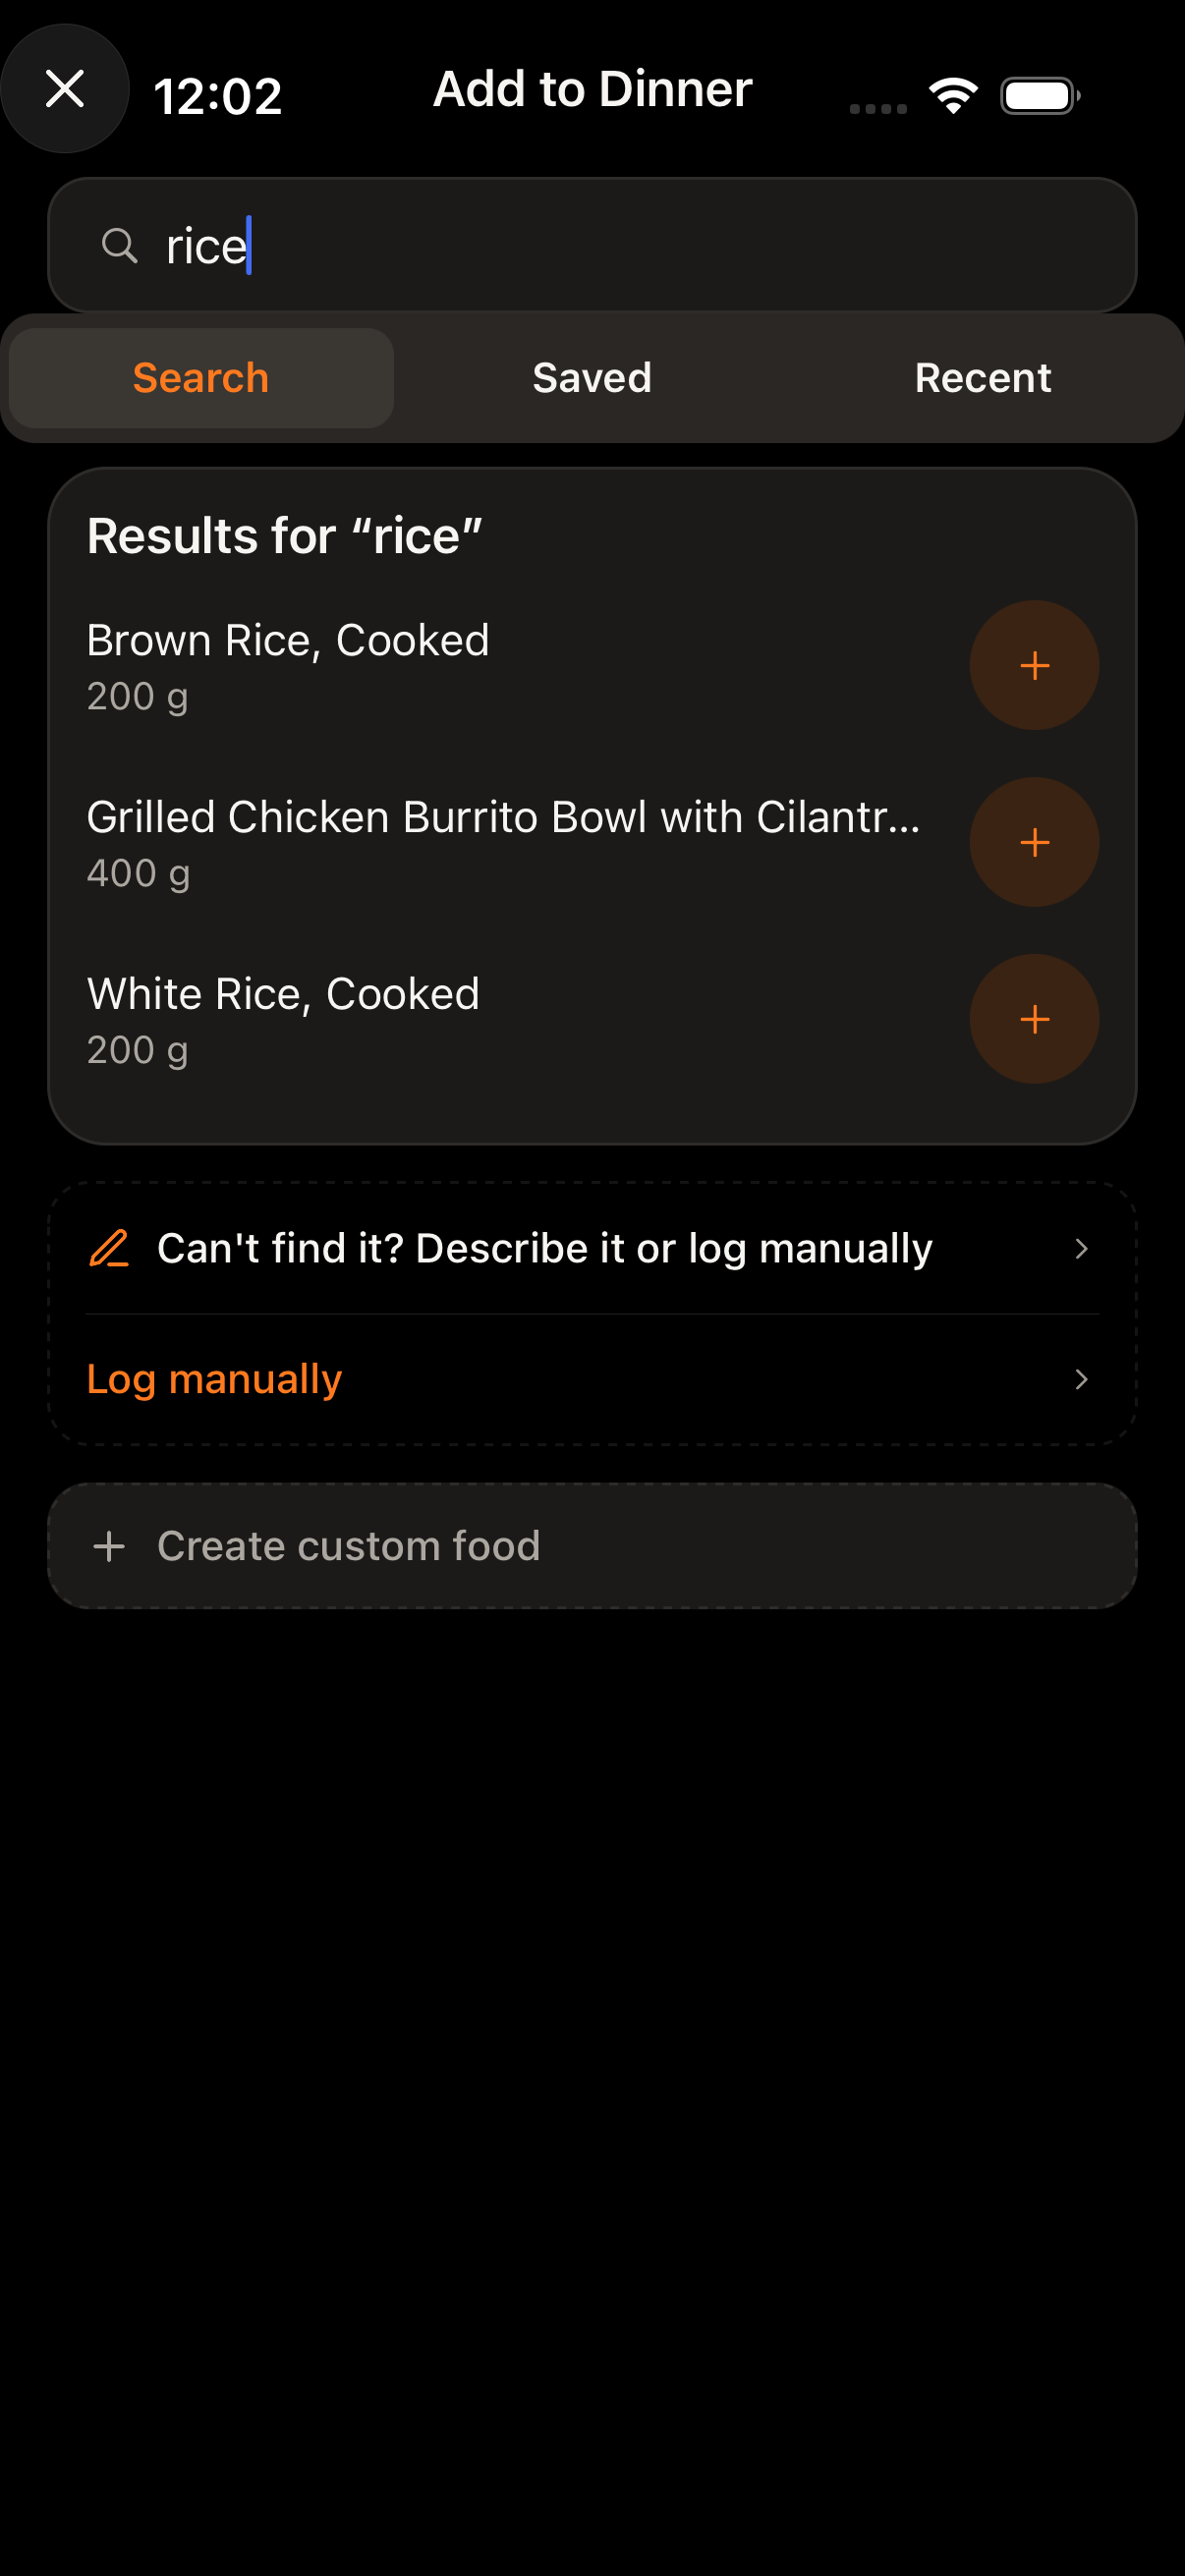 12:02
Add to Dinner
rice
Search
Saved
Recent
Results for “rice”
Brown Rice, Cooked
200 g
Grilled Chicken Burrito Bowl with Cilantr...
400 g
White Rice, Cooked
200 g
Can't find it? Describe it or log manually
Log manually
Create custom food